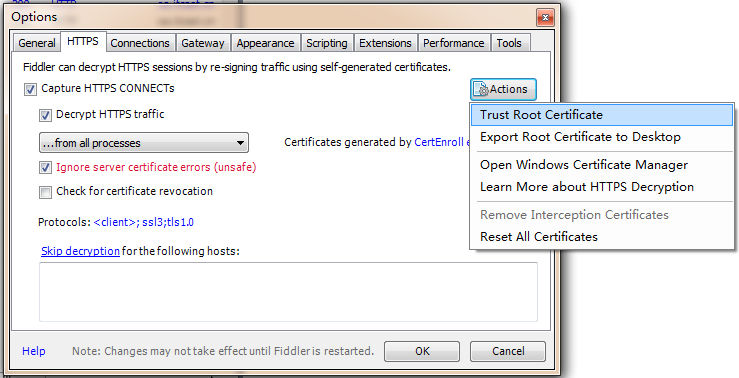 Options
General HTTPS Connections Gateway Appearance Scripting Extensions Performance Tools
Fiddler can decrypt HTTPS sessions by re-signing traffic using self-generated certificates.
Capture HTTPS CONNECTs
Actions
Decrypt HTTPS traffic
Trust Root Certificate
...from all processes
Certificates generated by CertEnroll
Export Root Certificate to Desktop
Ignore server certificate errors (unsafe)
Open Windows Certificate Manager
Check for certificate revocation
Learn More about HTTPS Decryption
Protocols: <client>; ssl3;tls1.0
Remove Interception Certificates
Reset All Certificates
Skip decryption for the following hosts:
Help Note: Changes may not take effect until Fiddler is restarted. OK Cancel